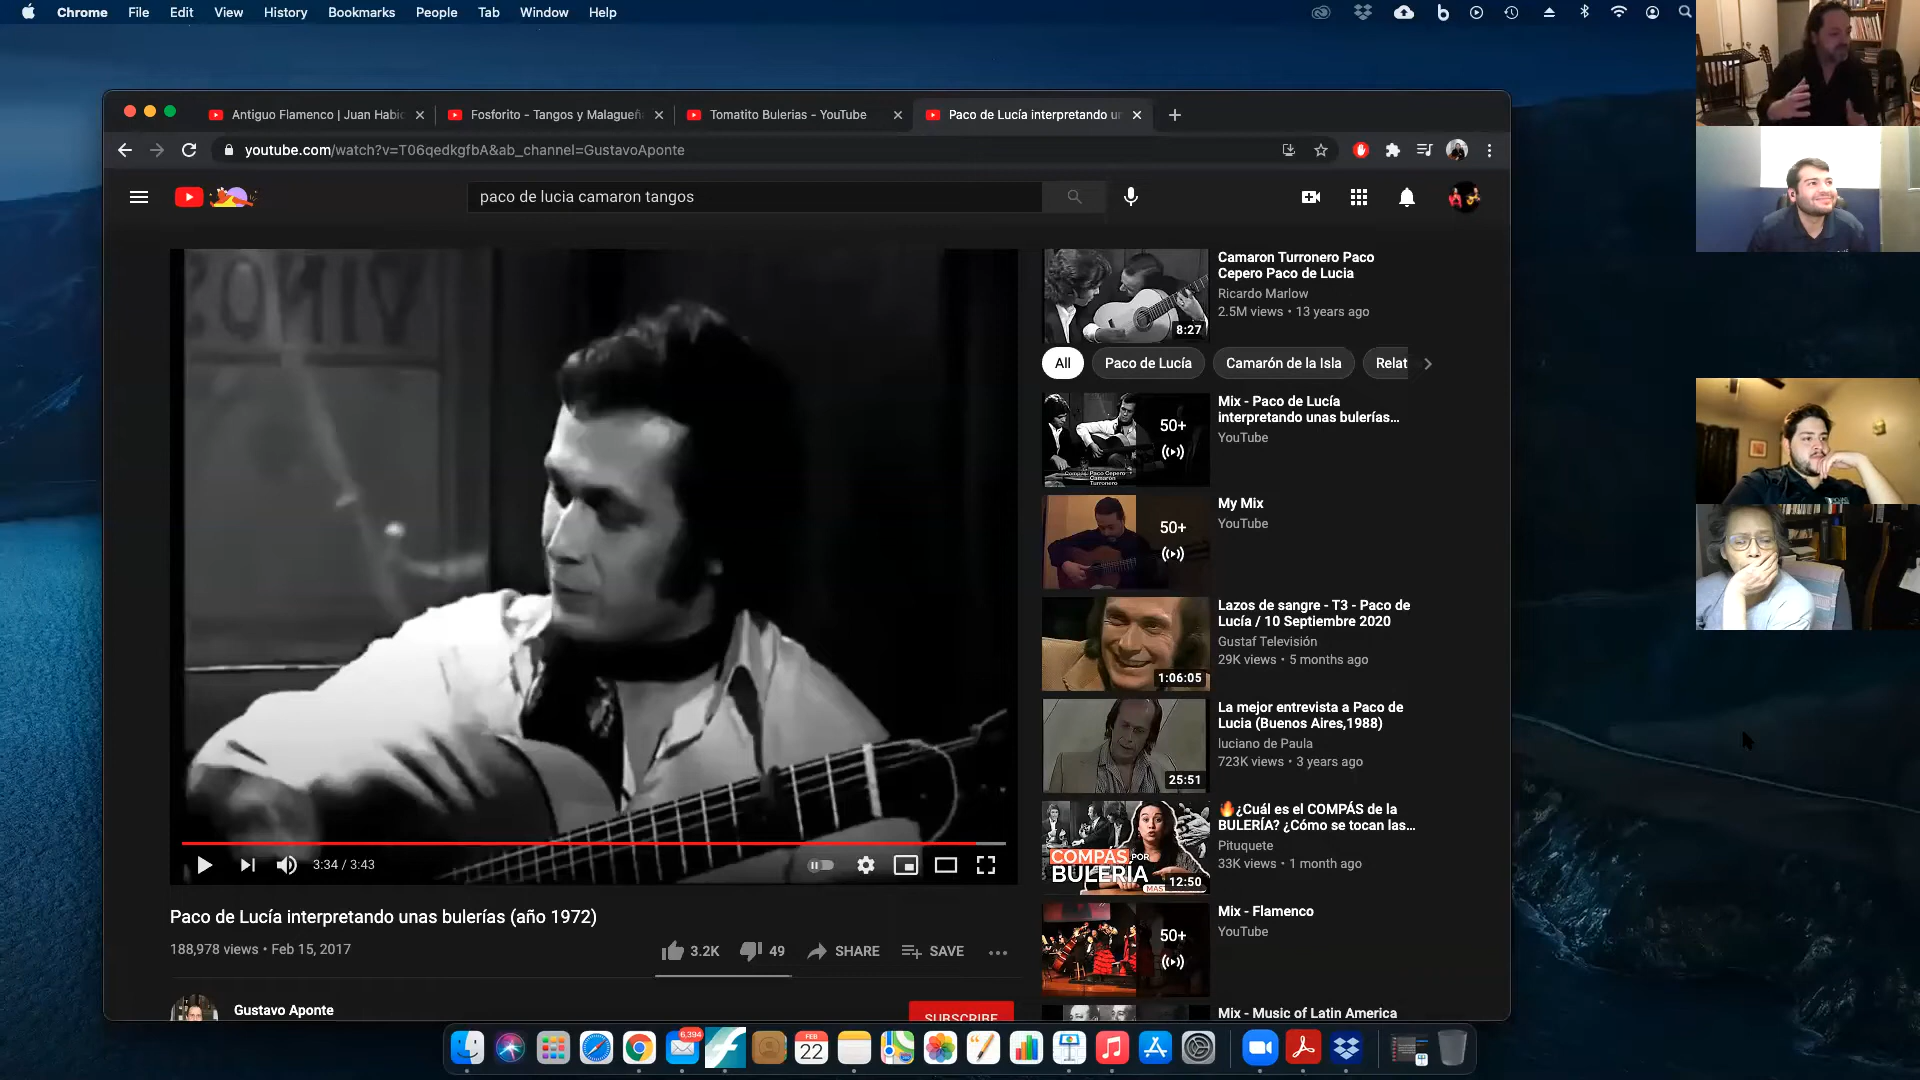 Chrome File Edit View History Bookmarks People Tab Window Help
Antiguo Flamenco | Juan Habic
Fosforito - Tangos y Malagueñ
Tomatito Bulerias - YouTube
Paco de Lucía interpretando un
youtube.com/watch?v=T06qedkgfbA&ab_channel=GustavoAponte
paco de lucia camaron tangos
3:34 / 3:43
Paco de Lucía interpretando unas bulerías (año 1972)
188,978 views • Feb 15, 2017
3.2K
49
SHARE
SAVE
Gustavo Aponte
SUBSCRIBE
Camaron Turronero Paco
Cepero Paco de Lucia
Ricardo Marlow
2.5M views • 13 years ago
8:27
All
Paco de Lucía
Camarón de la Isla
Relat
50+
Mix - Paco de Lucía
interpretando unas bulerías...
YouTube
50+
My Mix
YouTube
1:06:05
Lazos de sangre - T3 - Paco de
Lucía / 10 Septiembre 2020
Gustaf Televisión
29K views • 5 months ago
25:51
La mejor entrevista a Paco de
Lucia (Buenos Aires,1988)
luciano de Paula
723K views • 3 years ago
COMPÁS POR
BULERÍA
12:50
🔥¿Cuál es el COMPÁS de la
BULERÍA? ¿Cómo se tocan las...
Pituquete
33K views • 1 month ago
50+
Mix - Flamenco
YouTube
Mix - Music of Latin America
6,394
FEB
22